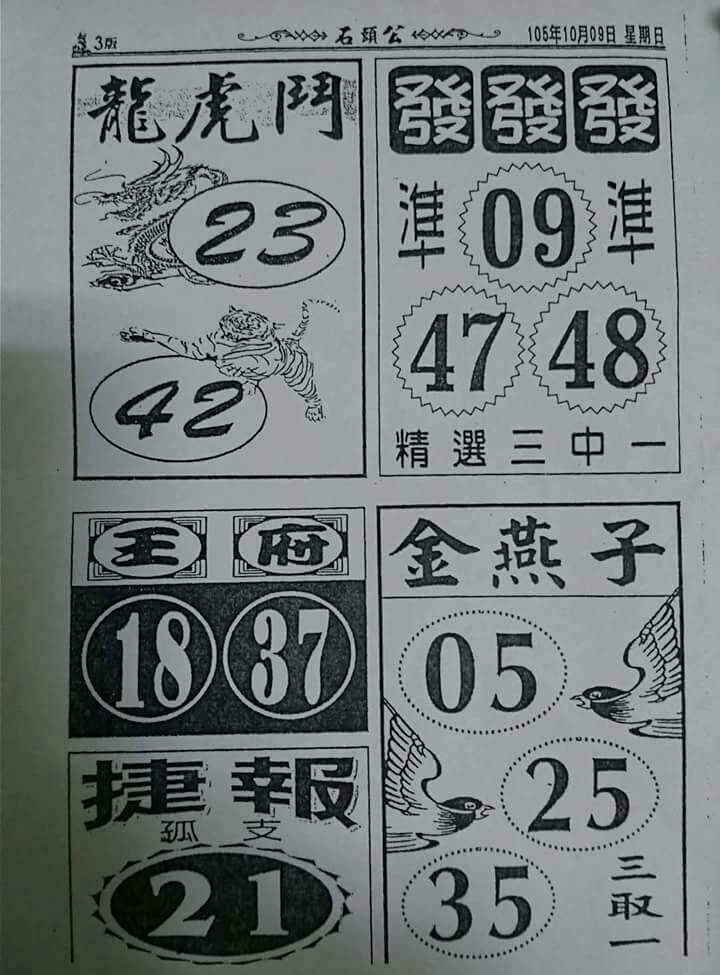 3版 石頭公 105年10月09日 星期日
龍虎鬥
23
42
發發發
準 09 準
47 48
精選三中一
王府
18 37
捷報
孤支
21
金燕子
05
25
35
三取一